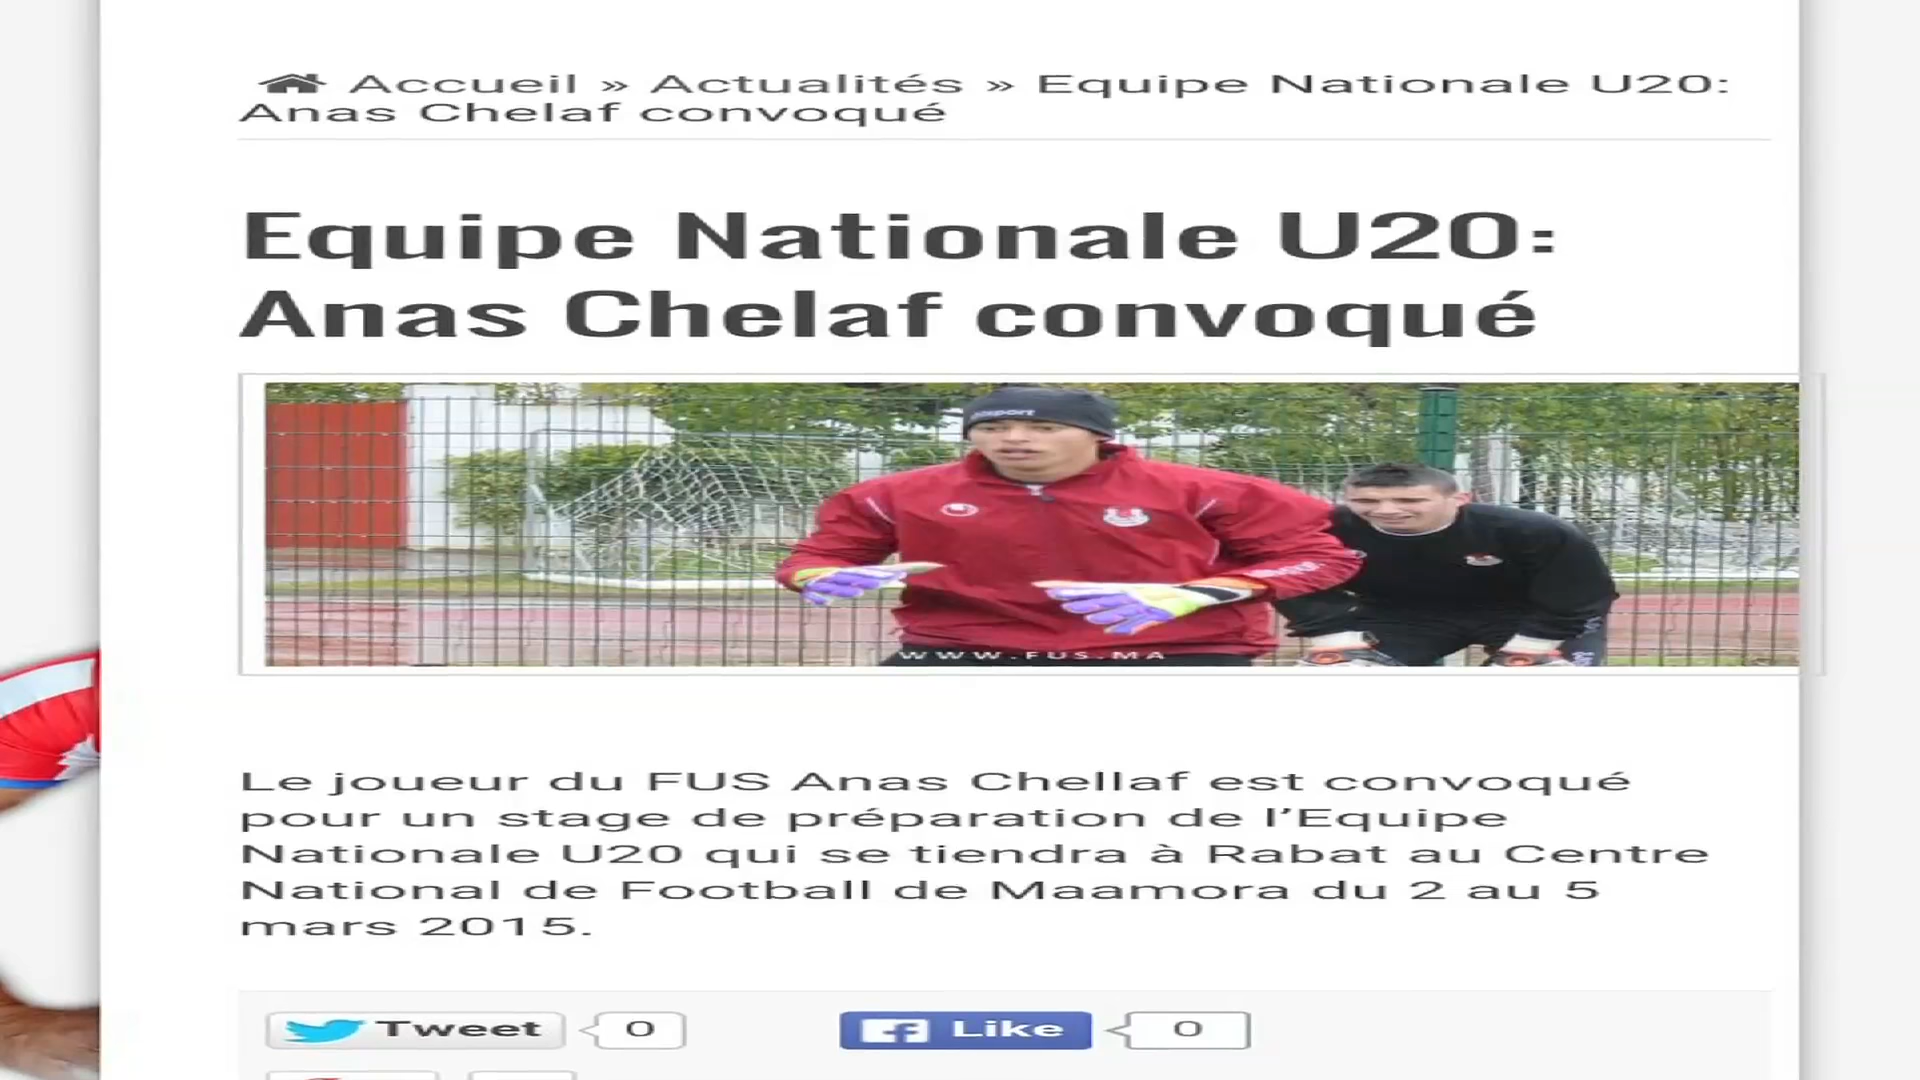 Accueil » Actualités » Equipe Nationale U20:
Anas Chelaf convoqué
Equipe Nationale U20:
Anas Chelaf convoqué
WWW.FUS.MA
Le joueur du FUS Anas Chellaf est convoqué
pour un stage de préparation de l’Equipe
Nationale U20 qui se tiendra à Rabat au Centre
National de Football de Maamora du 2 au 5
mars 2015.
Tweet 0 Like 0